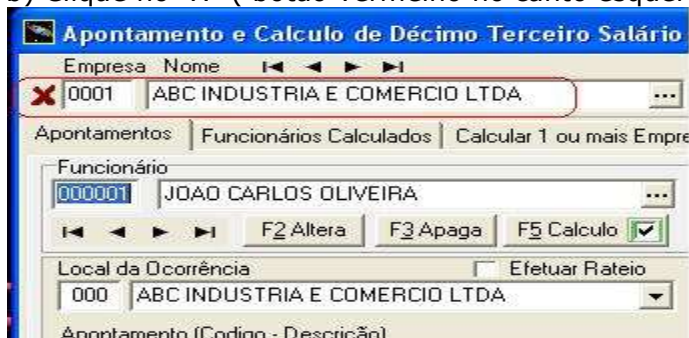 b) Clique no "X" ( botão vermelho no canto esquer
Apontamento e Calculo de Décimo Terceiro Salário
Empresa Nome
0001 ABC INDUSTRIA E COMERCIO LTDA ...
Apontamentos Funcionários Calculados Calcular 1 ou mais Empre
Funcionário
000001 JOAO CARLOS OLIVEIRA ...
F2 Altera F3 Apaga F5 Calculo
Local da Ocorrência Efetuar Rateio
000 ABC INDUSTRIA E COMERCIO LTDA
Apontamento (Codigo - Descrição)